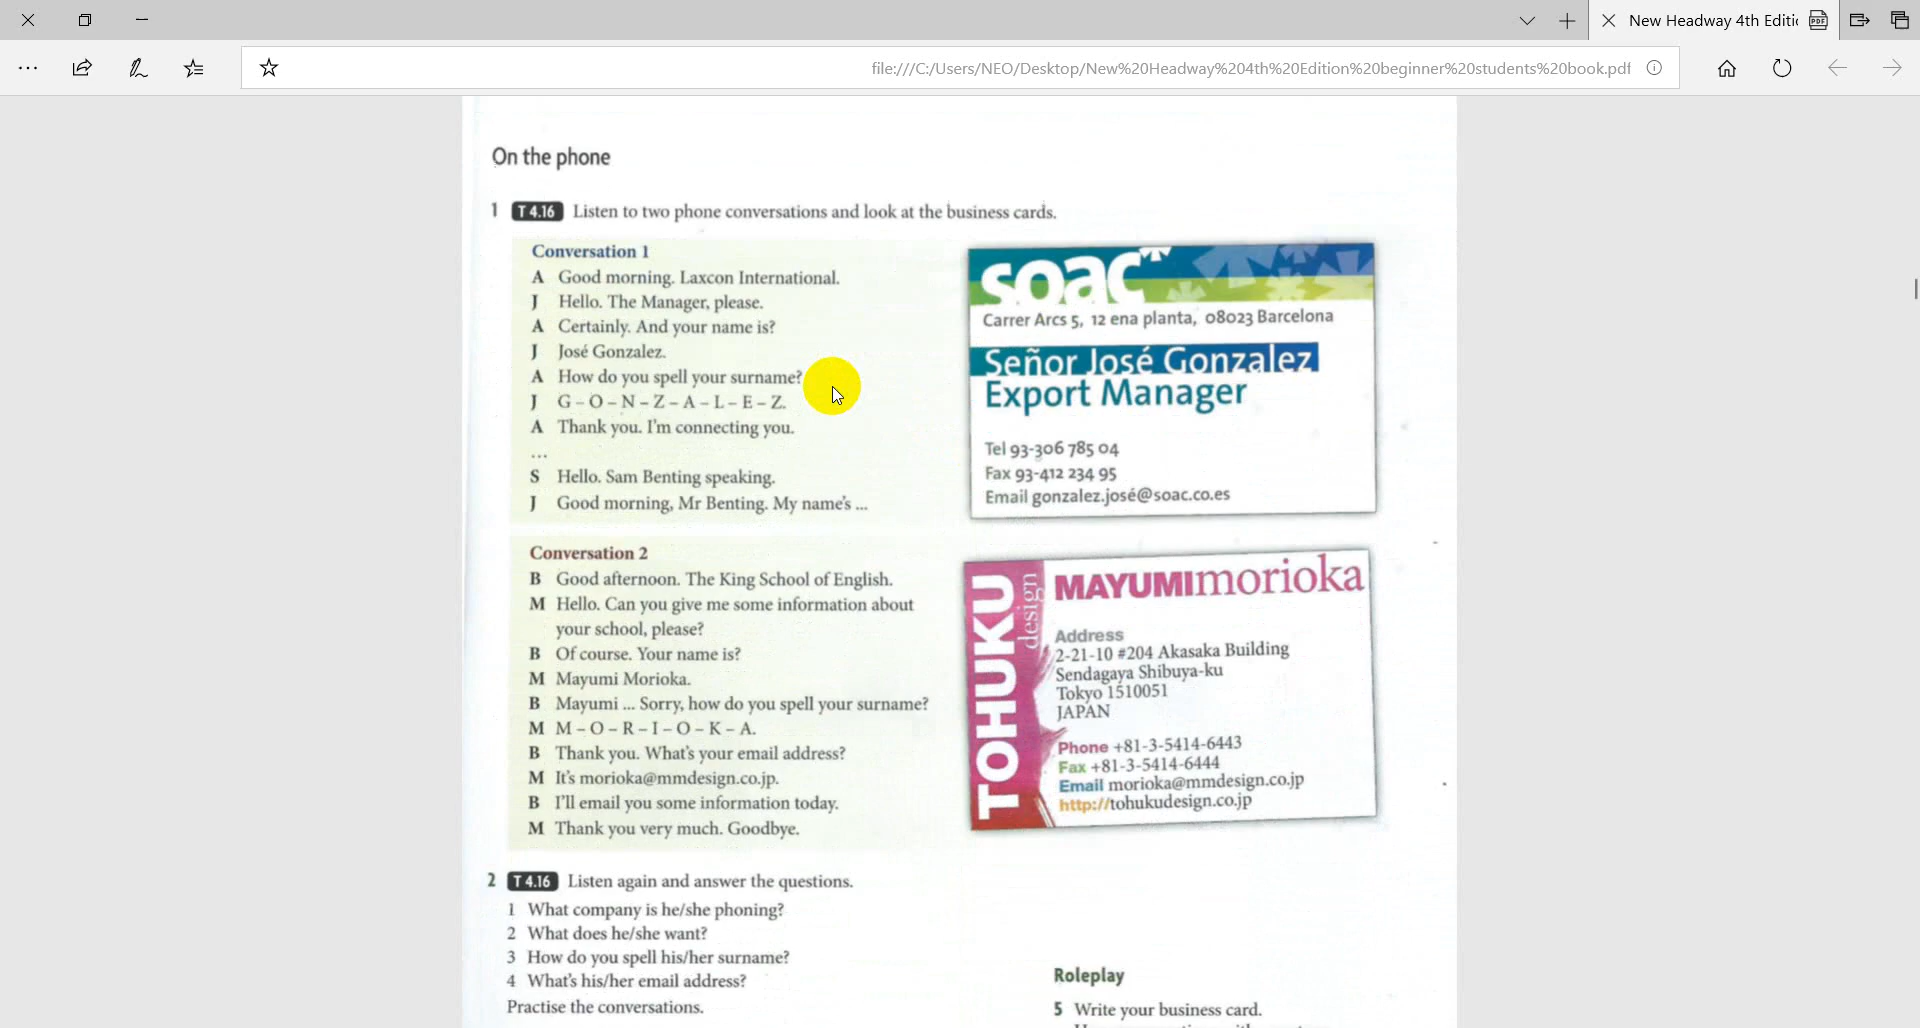 New Headway 4th Editi
file:///C:/Users/NEO/Desktop/New%20Headway%204th%20Edition%20beginner%20students%20book.pdf
On the phone
1 T 4.16 Listen to two phone conversations and look at the business cards.
Conversation 1
A Good morning. Laxcon International.
J Hello. The Manager, please.
A Certainly. And your name is?
J José Gonzalez.
A How do you spell your surname?
J G – O – N – Z – A – L – E – Z.
A Thank you. I'm connecting you.
...
S Hello. Sam Benting speaking.
J Good morning, Mr Benting. My name's ...
soac
Carrer Arcs 5, 12 ena planta, 08023 Barcelona
Señor José Gonzalez
Export Manager
Tel 93-306 785 04
Fax 93-412 234 95
Email gonzalez.josé@soac.co.es
Conversation 2
B Good afternoon. The King School of English.
M Hello. Can you give me some information about
your school, please?
B Of course. Your name is?
M Mayumi Morioka.
B Mayumi ... Sorry, how do you spell your surname?
M M – O – R – I – O – K – A.
B Thank you. What's your email address?
M It's morioka@mmdesign.co.jp.
B I'll email you some information today.
M Thank you very much. Goodbye.
TOHUKU
design
MAYUMImorioka
Address
2-21-10 #204 Akasaka Building
Sendagaya Shibuya-ku
Tokyo 1510051
JAPAN
Phone +81-3-5414-6443
Fax +81-3-5414-6444
Email morioka@mmdesign.co.jp
http://tohukudesign.co.jp
2 T 4.16 Listen again and answer the questions.
1 What company is he/she phoning?
2 What does he/she want?
3 How do you spell his/her surname?
4 What's his/her email address?
Practise the conversations.
Roleplay
5 Write your business card.